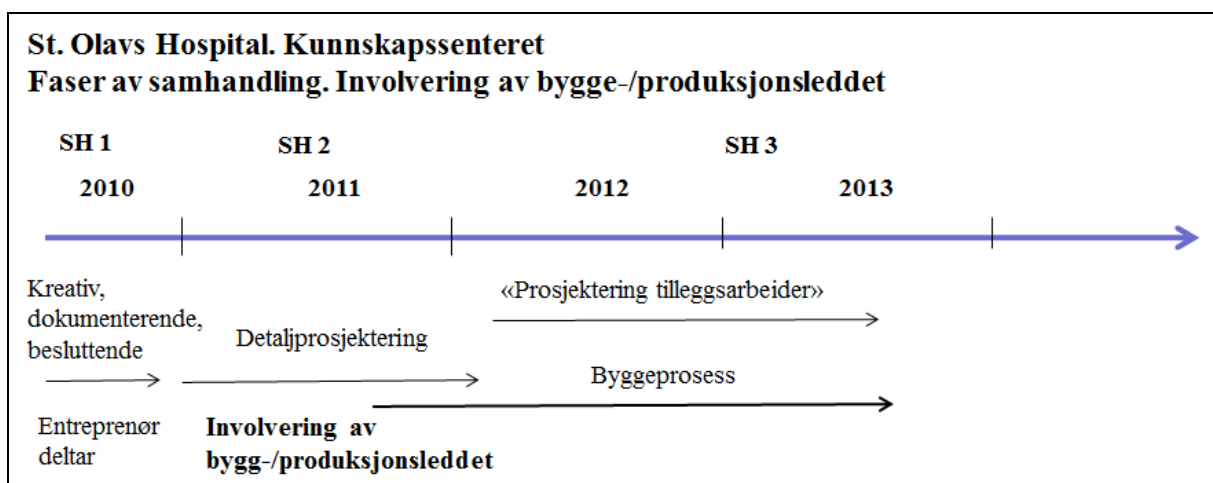 St. Olavs Hospital. Kunnskapssenteret
Faser av samhandling. Involvering av bygge-/produksjonsleddet
SH 1 SH 2 SH 3
2010 2011 2012 2013
Kreativ,
dokumenterende,
besluttende
«Prosjektering tilleggsarbeider»
Detaljprosjektering
Byggeprosess
Entreprenør
deltar
Involvering av
bygg-/produksjonsleddet